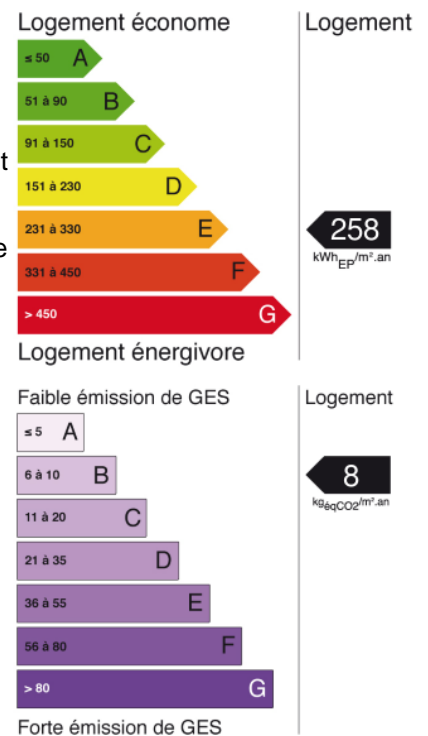 Logement économe
Logement
≤ 50 A
51 à 90 B
91 à 150 C
t
151 à 230 D
231 à 330 E
258
e
kWhEP/m².an
331 à 450 F
> 450 G
Logement énergivore
Faible émission de GES
Logement
≤ 5 A
6 à 10 B
8
kgéqCO2/m².an
11 à 20 C
21 à 35 D
36 à 55 E
56 à 80 F
> 80 G
Forte émission de GES